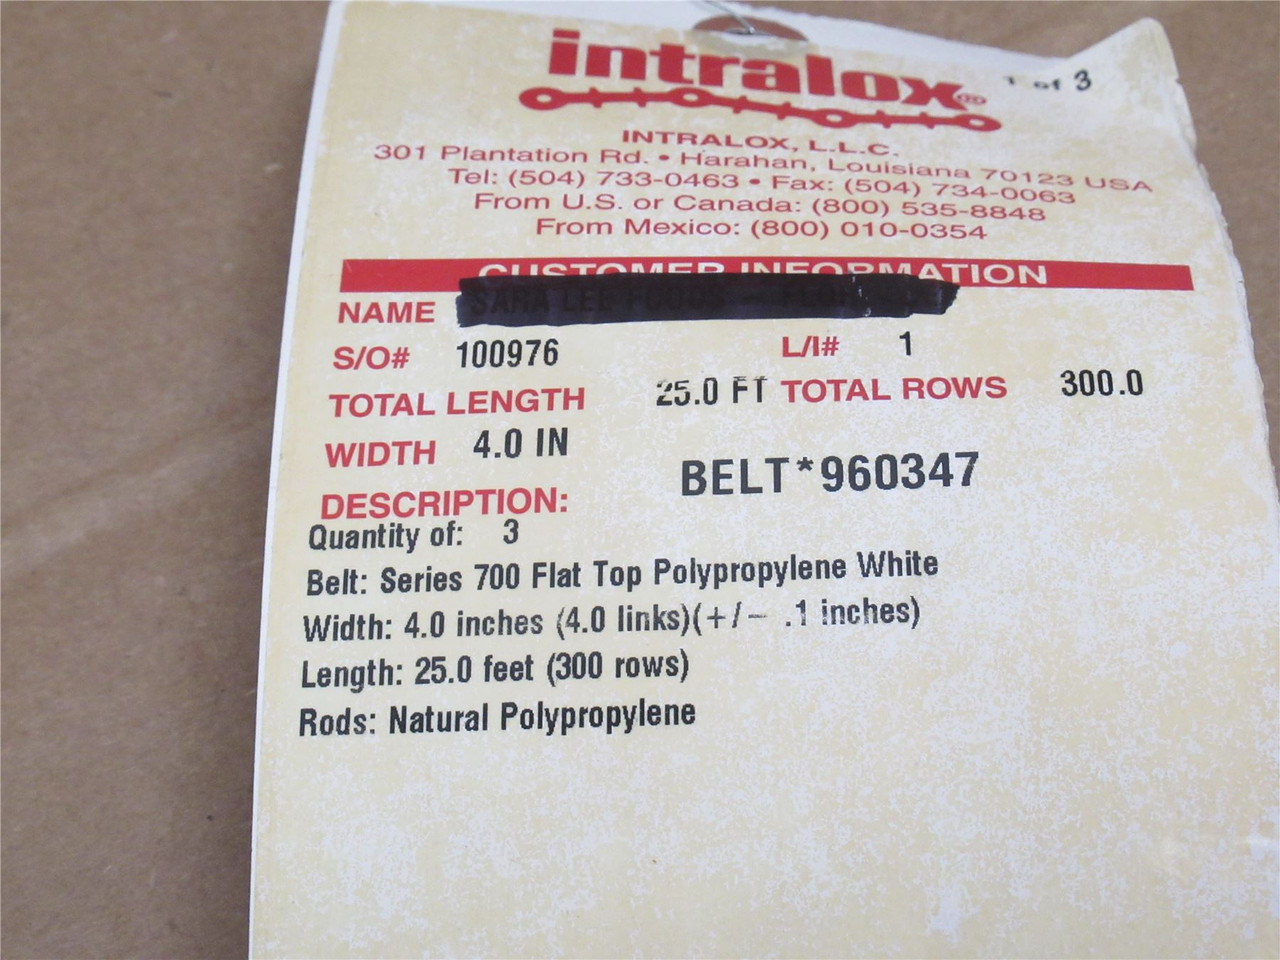 intralox® 1 of 3
INTRALOX, L.L.C.
301 Plantation Rd. • Harahan, Louisiana 70123 USA
Tel: (504) 733-0463 • Fax: (504) 734-0063
From U.S. or Canada: (800) 535-8848
From Mexico: (800) 010-0354
CUSTOMER INFORMATION
NAME SARA LEE FOODS -
S/O# 100976 L/I# 1
TOTAL LENGTH 25.0 FT TOTAL ROWS 300.0
WIDTH 4.0 IN
BELT*960347
DESCRIPTION:
Quantity of: 3
Belt: Series 700 Flat Top Polypropylene White
Width: 4.0 inches (4.0 links)(+/- .1 inches)
Length: 25.0 feet (300 rows)
Rods: Natural Polypropylene